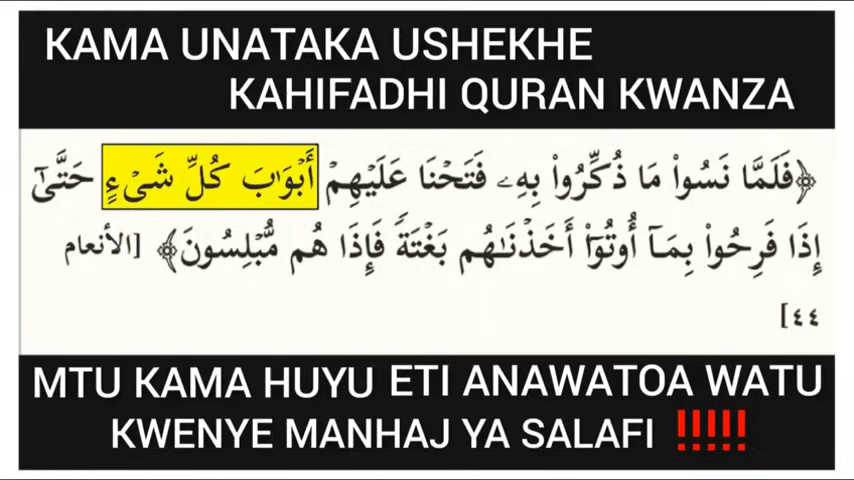 KAMA UNATAKA USHEKHE
KAHIFADHI QURAN KWANZA
﴿فَلَمَّا نَسُوا۟ مَا ذُكِّرُوا۟ بِهِۦ فَتَحْنَا عَلَيْهِمْ أَبْوَٰبَ كُلِّ شَىْءٍ حَتَّىٰٓ
إِذَا فَرِحُوا۟ بِمَآ أُوتُوٓا۟ أَخَذْنَـٰهُم بَغْتَةً فَإِذَا هُم مُّبْلِسُونَ﴾ [الأنعام
٤٤]
MTU KAMA HUYU ETI ANAWATOA WATU
KWENYE MANHAJ YA SALAFI !!!!!